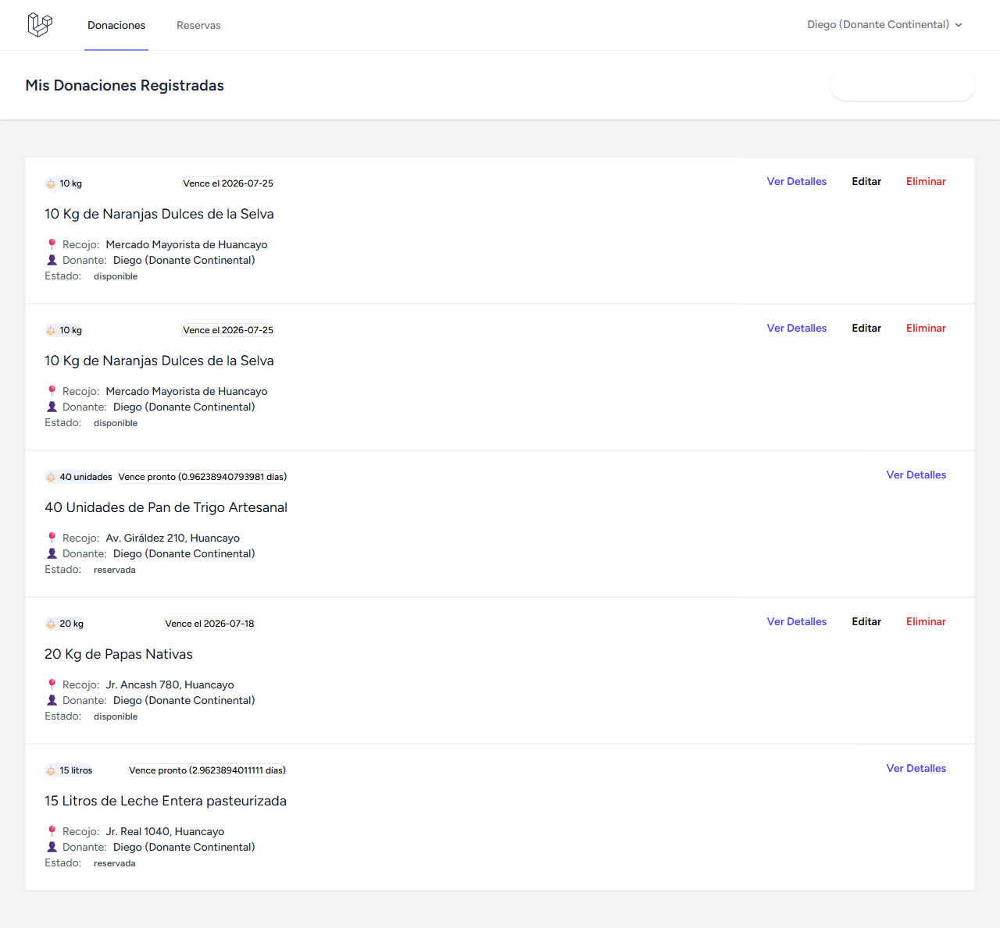 Donaciones
Reservas
Diego (Donante Continental)
Mis Donaciones Registradas
10 kg
Vence el 2026-07-25
Ver Detalles
Editar
Eliminar
10 Kg de Naranjas Dulces de la Selva
Recojo: Mercado Mayorista de Huancayo
Donante: Diego (Donante Continental)
Estado: disponible
10 kg
Vence el 2026-07-25
Ver Detalles
Editar
Eliminar
10 Kg de Naranjas Dulces de la Selva
Recojo: Mercado Mayorista de Huancayo
Donante: Diego (Donante Continental)
Estado: disponible
40 unidades
Vence pronto (0.96238940793981 días)
Ver Detalles
40 Unidades de Pan de Trigo Artesanal
Recojo: Av. Giráldez 210, Huancayo
Donante: Diego (Donante Continental)
Estado: reservada
20 kg
Vence el 2026-07-18
Ver Detalles
Editar
Eliminar
20 Kg de Papas Nativas
Recojo: Jr. Ancash 780, Huancayo
Donante: Diego (Donante Continental)
Estado: disponible
15 litros
Vence pronto (2.9623894011111 días)
Ver Detalles
15 Litros de Leche Entera pasteurizada
Recojo: Jr. Real 1040, Huancayo
Donante: Diego (Donante Continental)
Estado: reservada